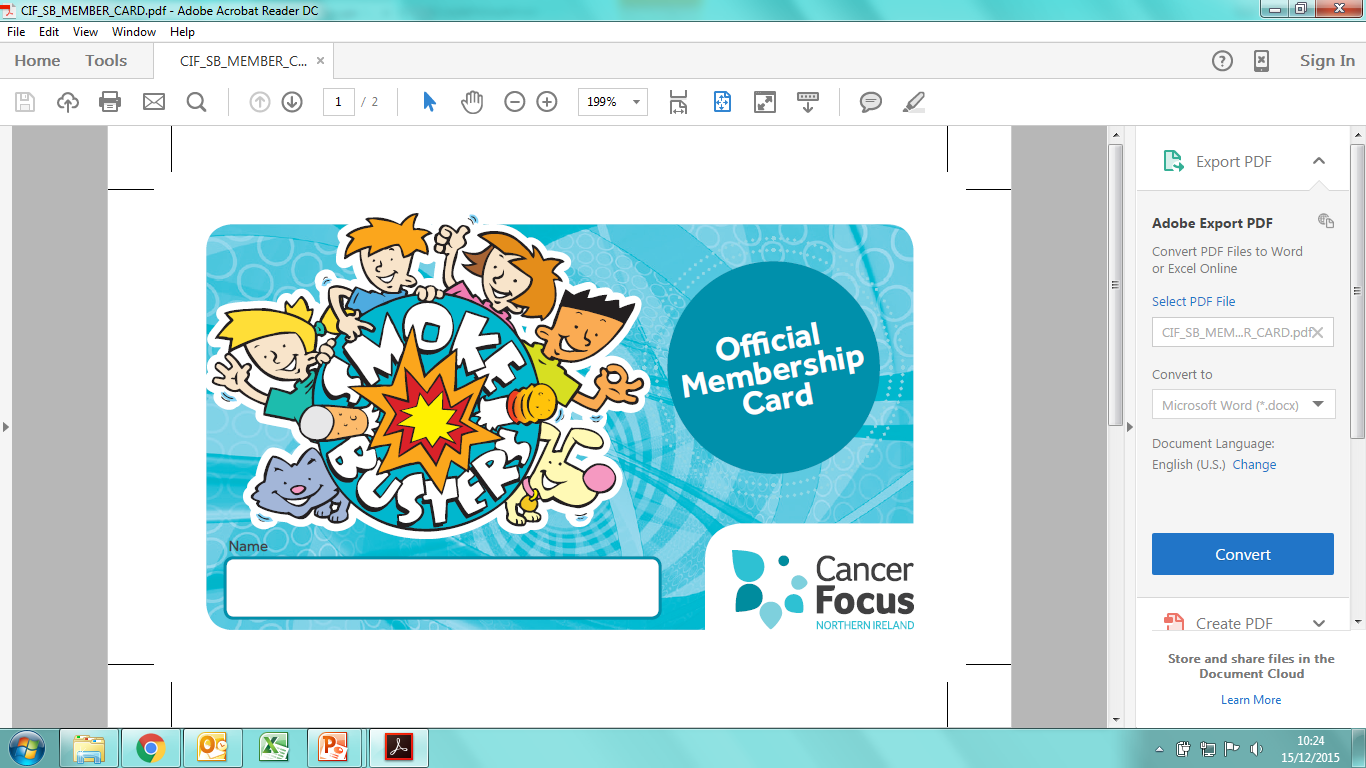 CIF_SB_MEMBER_CARD.pdf - Adobe Acrobat Reader DC
File Edit View Window Help
Home Tools CIF_SB_MEMBER_C... × Sign In
1 / 2 199%
SMOKE
BUSTERS
Official
Membership
Card
Name
Cancer
Focus
NORTHERN IRELAND
Export PDF
Adobe Export PDF
Convert PDF Files to Word
or Excel Online
Select PDF File
CIF_SB_MEM...R_CARD.pdf
Convert to
Microsoft Word (*.docx)
Document Language:
English (U.S.) Change
Convert
Create PDF
Store and share files in the
Document Cloud
Learn More
10:24
15/12/2015